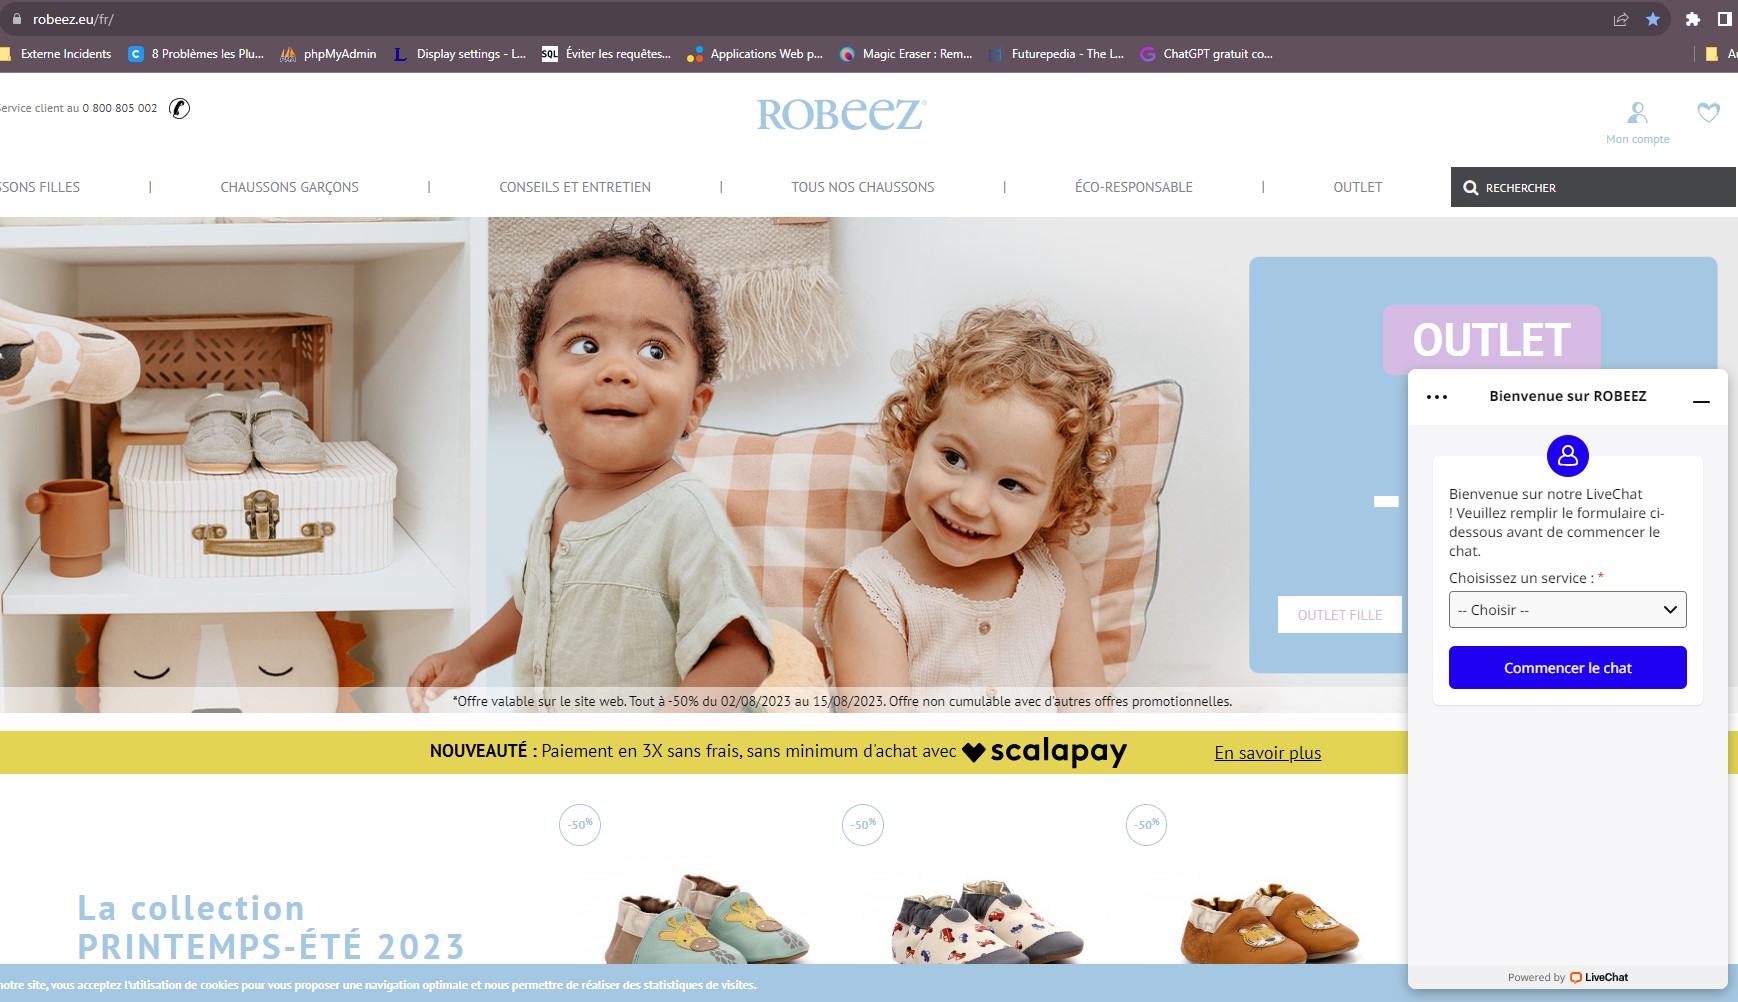 robeez.eu/fr/
Externe Incidents
8 Problèmes les Plu...
phpMyAdmin
Display settings - L...
SQL
Éviter les requêtes...
Applications Web p...
Magic Eraser : Rem...
Futurepedia - The L...
ChatGPT gratuit co...
Service client au 0 800 805 002
ROBEEZ
Mon compte
SSONS FILLES | CHAUSSONS GARÇONS | CONSEILS ET ENTRETIEN | TOUS NOS CHAUSSONS | ÉCO-RESPONSABLE | OUTLET
RECHERCHER
OUTLET
-
OUTLET FILLE
*Offre valable sur le site web. Tout à -50% du 02/08/2023 au 15/08/2023. Offre non cumulable avec d'autres offres promotionnelles.
NOUVEAUTÉ : Paiement en 3X sans frais, sans minimum d'achat avec scalapay En savoir plus
-50%
-50%
-50%
La collection
PRINTEMPS-ÉTÉ 2023
notre site, vous acceptez l'utilisation de cookies pour vous proposer une navigation optimale et nous permettre de réaliser des statistiques de visites.
Bienvenue sur ROBEEZ
Bienvenue sur notre LiveChat
! Veuillez remplir le formulaire ci-
dessous avant de commencer le
chat.
Choisissez un service : *
-- Choisir --
Commencer le chat
Powered by LiveChat